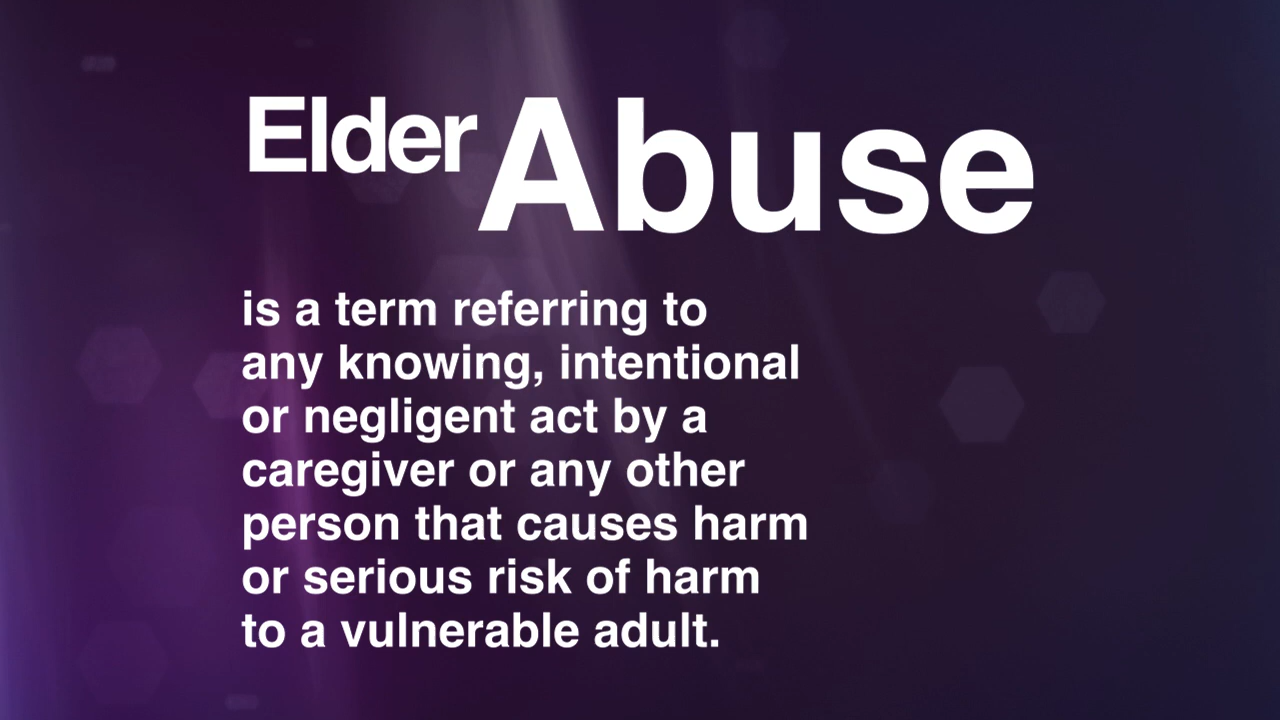 Elder Abuse
is a term referring to
any knowing, intentional
or negligent act by a
caregiver or any other
person that causes harm
or serious risk of harm
to a vulnerable adult.